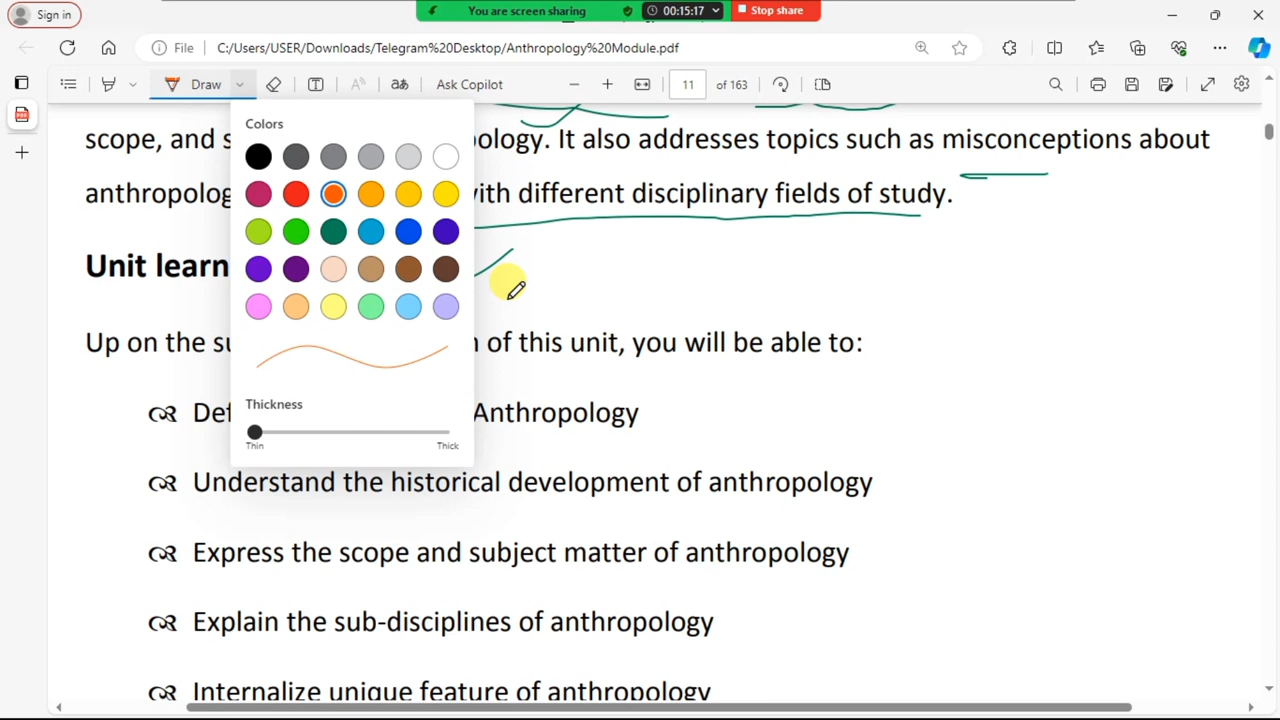 Sign in
You are screen sharing
00:15:17
Stop share
File
C:/Users/USER/Downloads/Telegram%20Desktop/Anthropology%20Module.pdf
Draw
aあ
Ask Copilot
11
of 163
scope, and s
ology. It also addresses topics such as misconceptions about
anthropolog
ith different disciplinary fields of study.
Unit learn
Up on the su
n of this unit, you will be able to:
Def
Anthropology
Understand the historical development of anthropology
Express the scope and subject matter of anthropology
Explain the sub-disciplines of anthropology
Internalize unique feature of anthropology
Colors
Thickness
Thin
Thick